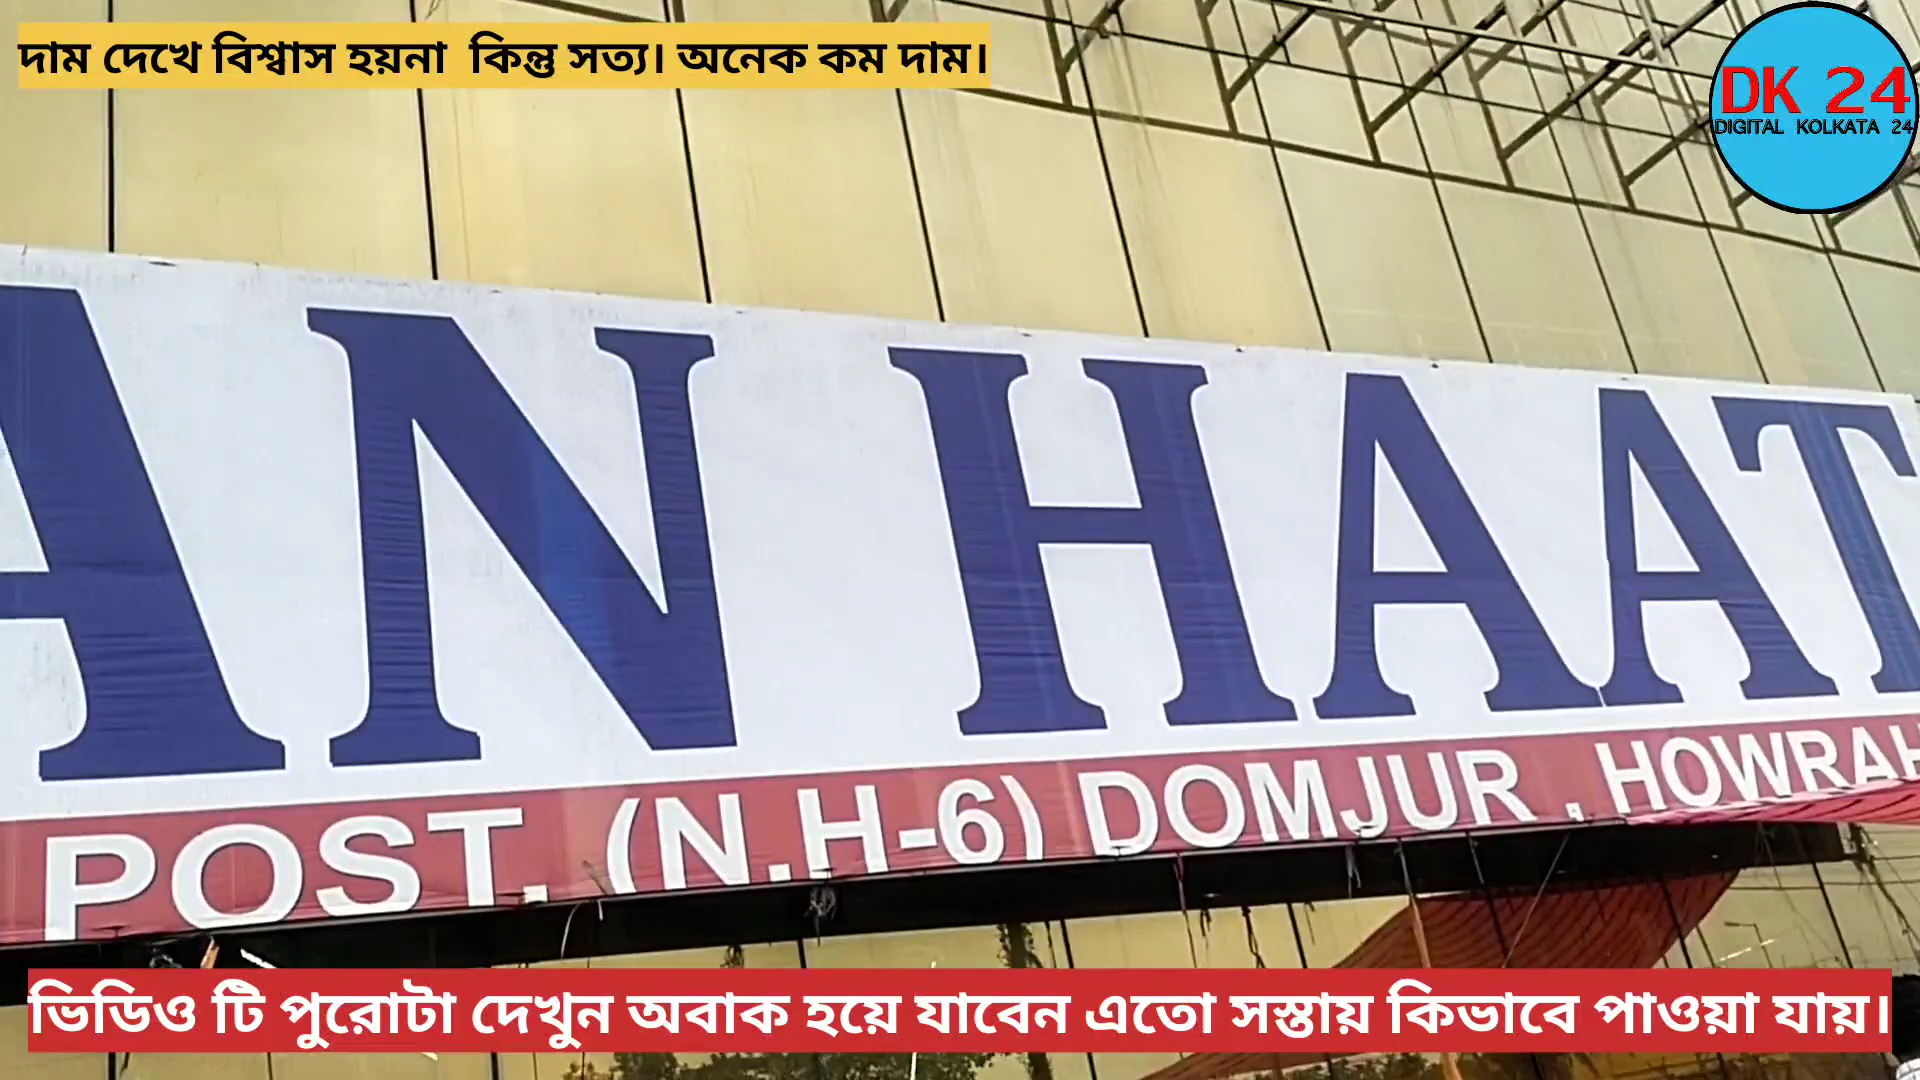 দাম দেখে বিশ্বাস হয়না কিন্তু সত্য। অনেক কম দাম।
DK 24
DIGITAL KOLKATA 24
AN HAAT
POST. (N.H-6) DOMJUR , HOWRAH
ভিডিও টি পুরোটা দেখুন অবাক হয়ে যাবেন এতো সস্তায় কিভাবে পাওয়া যায়।